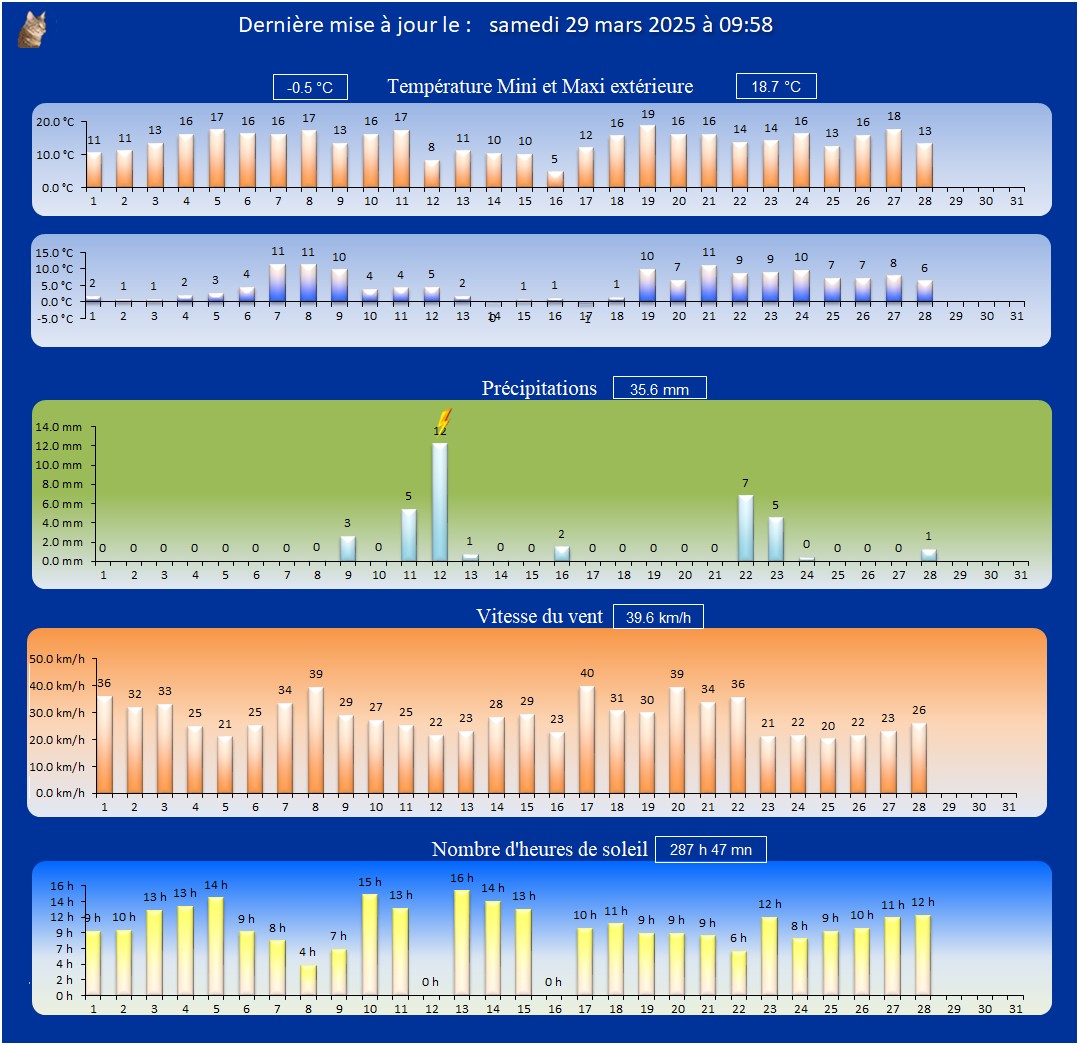 Dernière mise à jour le : samedi 29 mars 2025 à 09:58
-0.5 °C Température Mini et Maxi extérieure 18.7 °C
20.0 °C
10.0 °C
0.0 °C
11 11 13 16 17 16 16 17 13 16 17 8 11 10 10 5 12 16 19 16 16 14 14 16 13 16 18 13
1 2 3 4 5 6 7 8 9 10 11 12 13 14 15 16 17 18 19 20 21 22 23 24 25 26 27 28 29 30 31
15.0 °C
10.0 °C
5.0 °C
0.0 °C
-5.0 °C
2 1 1 2 3 4 11 11 10 4 4 5 2 0 1 1 -1 1 10 7 11 9 9 10 7 7 8 6
1 2 3 4 5 6 7 8 9 10 11 12 13 14 15 16 17 18 19 20 21 22 23 24 25 26 27 28 29 30 31
Précipitations 35.6 mm
14.0 mm
12.0 mm
10.0 mm
8.0 mm
6.0 mm
4.0 mm
2.0 mm
0.0 mm
0 0 0 0 0 0 0 0 3 0 5 12 1 0 0 2 0 0 0 0 0 7 5 0 0 0 0 1
1 2 3 4 5 6 7 8 9 10 11 12 13 14 15 16 17 18 19 20 21 22 23 24 25 26 27 28 29 30 31
Vitesse du vent 39.6 km/h
50.0 km/h
40.0 km/h
30.0 km/h
20.0 km/h
10.0 km/h
0.0 km/h
36 32 33 25 21 25 34 39 29 27 25 22 23 28 29 23 40 31 30 39 34 36 21 22 20 22 23 26
1 2 3 4 5 6 7 8 9 10 11 12 13 14 15 16 17 18 19 20 21 22 23 24 25 26 27 28 29 30 31
Nombre d'heures de soleil 287 h 47 mn
16 h
14 h
12 h
9 h
7 h
4 h
2 h
0 h
9 h 10 h 13 h 13 h 14 h 9 h 8 h 4 h 7 h 15 h 13 h 0 h 16 h 14 h 13 h 0 h 10 h 11 h 9 h 9 h 9 h 6 h 12 h 8 h 9 h 10 h 11 h 12 h
1 2 3 4 5 6 7 8 9 10 11 12 13 14 15 16 17 18 19 20 21 22 23 24 25 26 27 28 29 30 31